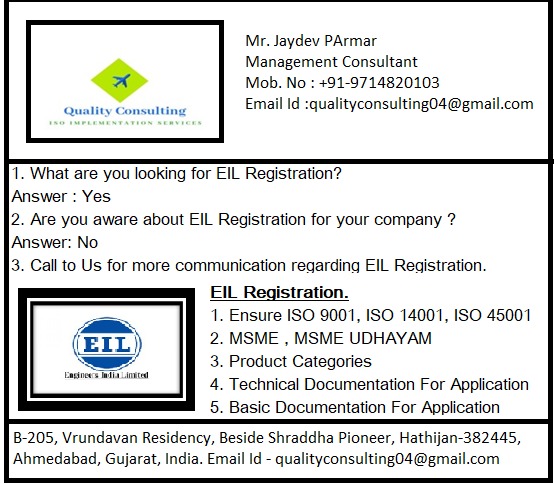 Quality Consulting
ISO IMPLEMENTATION SERVICES
Mr. Jaydev PArmar
Management Consultant
Mob. No : +91-9714820103
Email Id :qualityconsulting04@gmail.com
1. What are you looking for EIL Registration?
Answer : Yes
2. Are you aware about EIL Registration for your company ?
Answer: No
3. Call to Us for more communication regarding EIL Registration.
EIL
Engineers India Limited
EIL Registration.
1. Ensure ISO 9001, ISO 14001, ISO 45001
2. MSME , MSME UDHAYAM
3. Product Categories
4. Technical Documentation For Application
5. Basic Documentation For Application
B-205, Vrundavan Residency, Beside Shraddha Pioneer, Hathijan-382445,
Ahmedabad, Gujarat, India. Email Id - qualityconsulting04@gmail.com